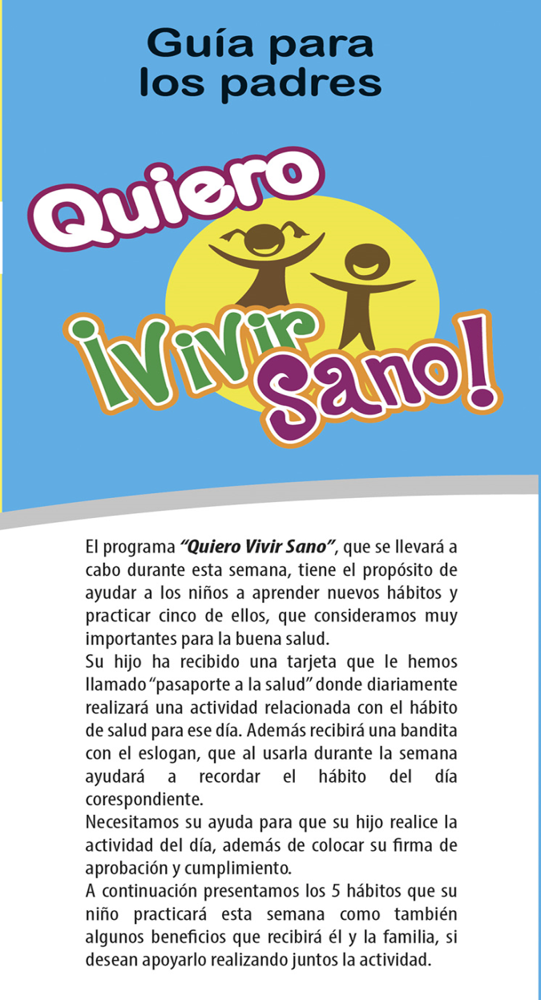 Guía para
los padres
Quiero
¡Vivir
Sano!
El programa “Quiero Vivir Sano”, que se llevará a
cabo durante esta semana, tiene el propósito de
ayudar a los niños a aprender nuevos hábitos y
practicar cinco de ellos, que consideramos muy
importantes para la buena salud.
Su hijo ha recibido una tarjeta que le hemos
llamado “pasaporte a la salud” donde diariamente
realizará una actividad relacionada con el hábito
de salud para ese día. Además recibirá una bandita
con el eslogan, que al usarla durante la semana
ayudará a recordar el hábito del día
corespondiente.
Necesitamos su ayuda para que su hijo realice la
actividad del día, además de colocar su firma de
aprobación y cumplimiento.
A continuación presentamos los 5 hábitos que su
niño practicará esta semana como también
algunos beneficios que recibirá él y la familia, si
desean apoyarlo realizando juntos la actividad.